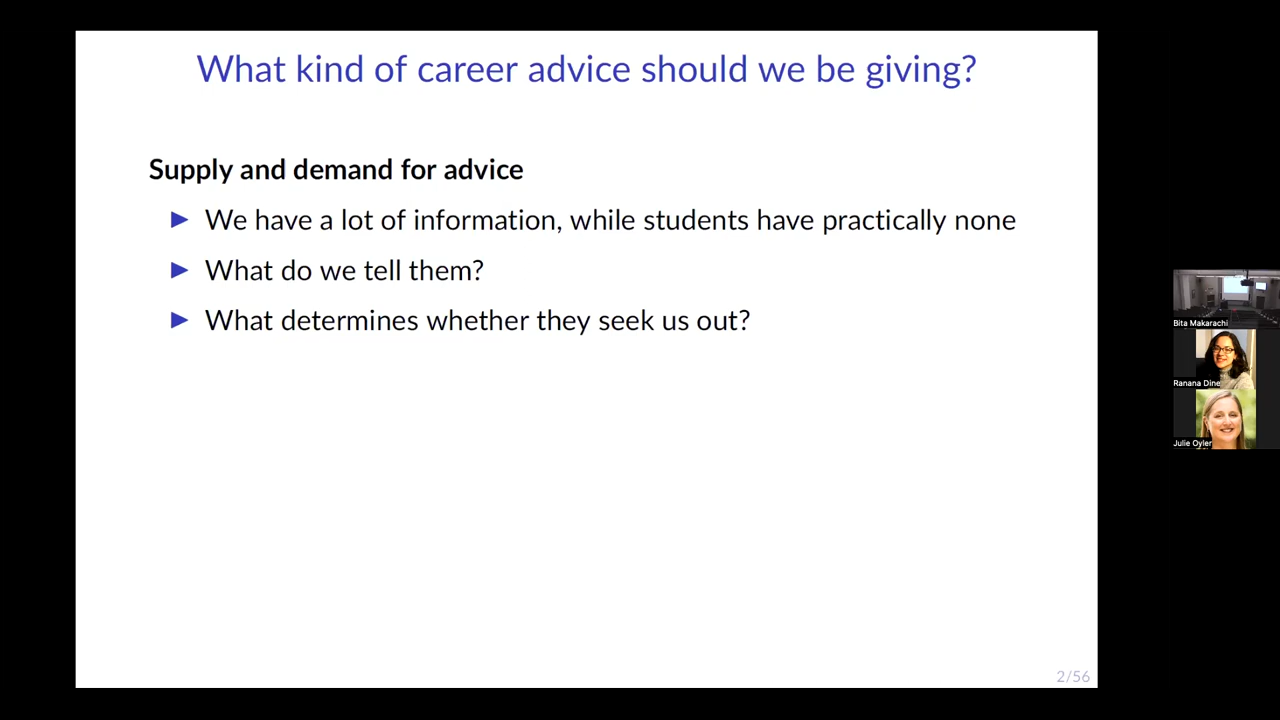 What kind of career advice should we be giving?
Supply and demand for advice
▶ We have a lot of information, while students have practically none
▶ What do we tell them?
▶ What determines whether they seek us out?
2/56
Bita Makarachi
Ranana Dine
Julie Oyler